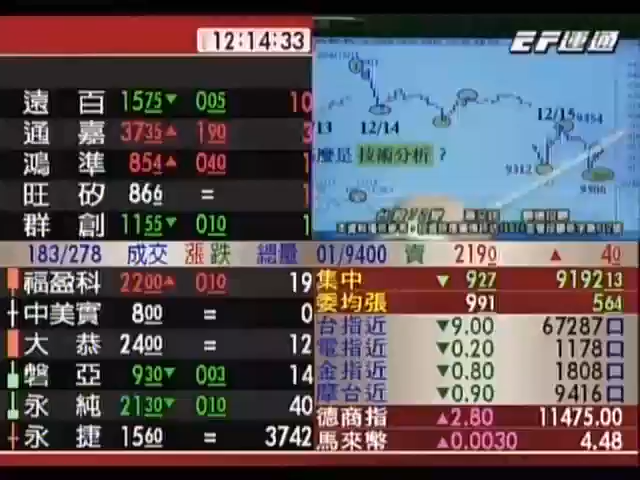 12:14:33
EF運通
遠百 1575▼ 005 10
通嘉 3735▲ 190 3
鴻準 854▲ 040 1
旺矽 866 = 1
群創 1155▼ 010 1
12/14
12/15
9484
13
麼是 技術分析 ?
9312
183/278 成交 漲跌 總量
01/9400 賣 2190 ▲ 40
福盈科 2200▲ 010 19
中美實 800 = 0
大恭 2400 = 12
磐亞 930▼ 003 14
永純 2130▼ 010 40
永捷 1560 = 3742
集中 ▼ 927 919213
委均張 991 564
台指近 ▼9.00 67287口
電指近 ▼0.20 1178口
金指近 ▼0.80 1808口
摩台近 ▼0.90 9416口
德商指 ▲2.80 11475.00
馬來幣 ▲0.0030 4.48